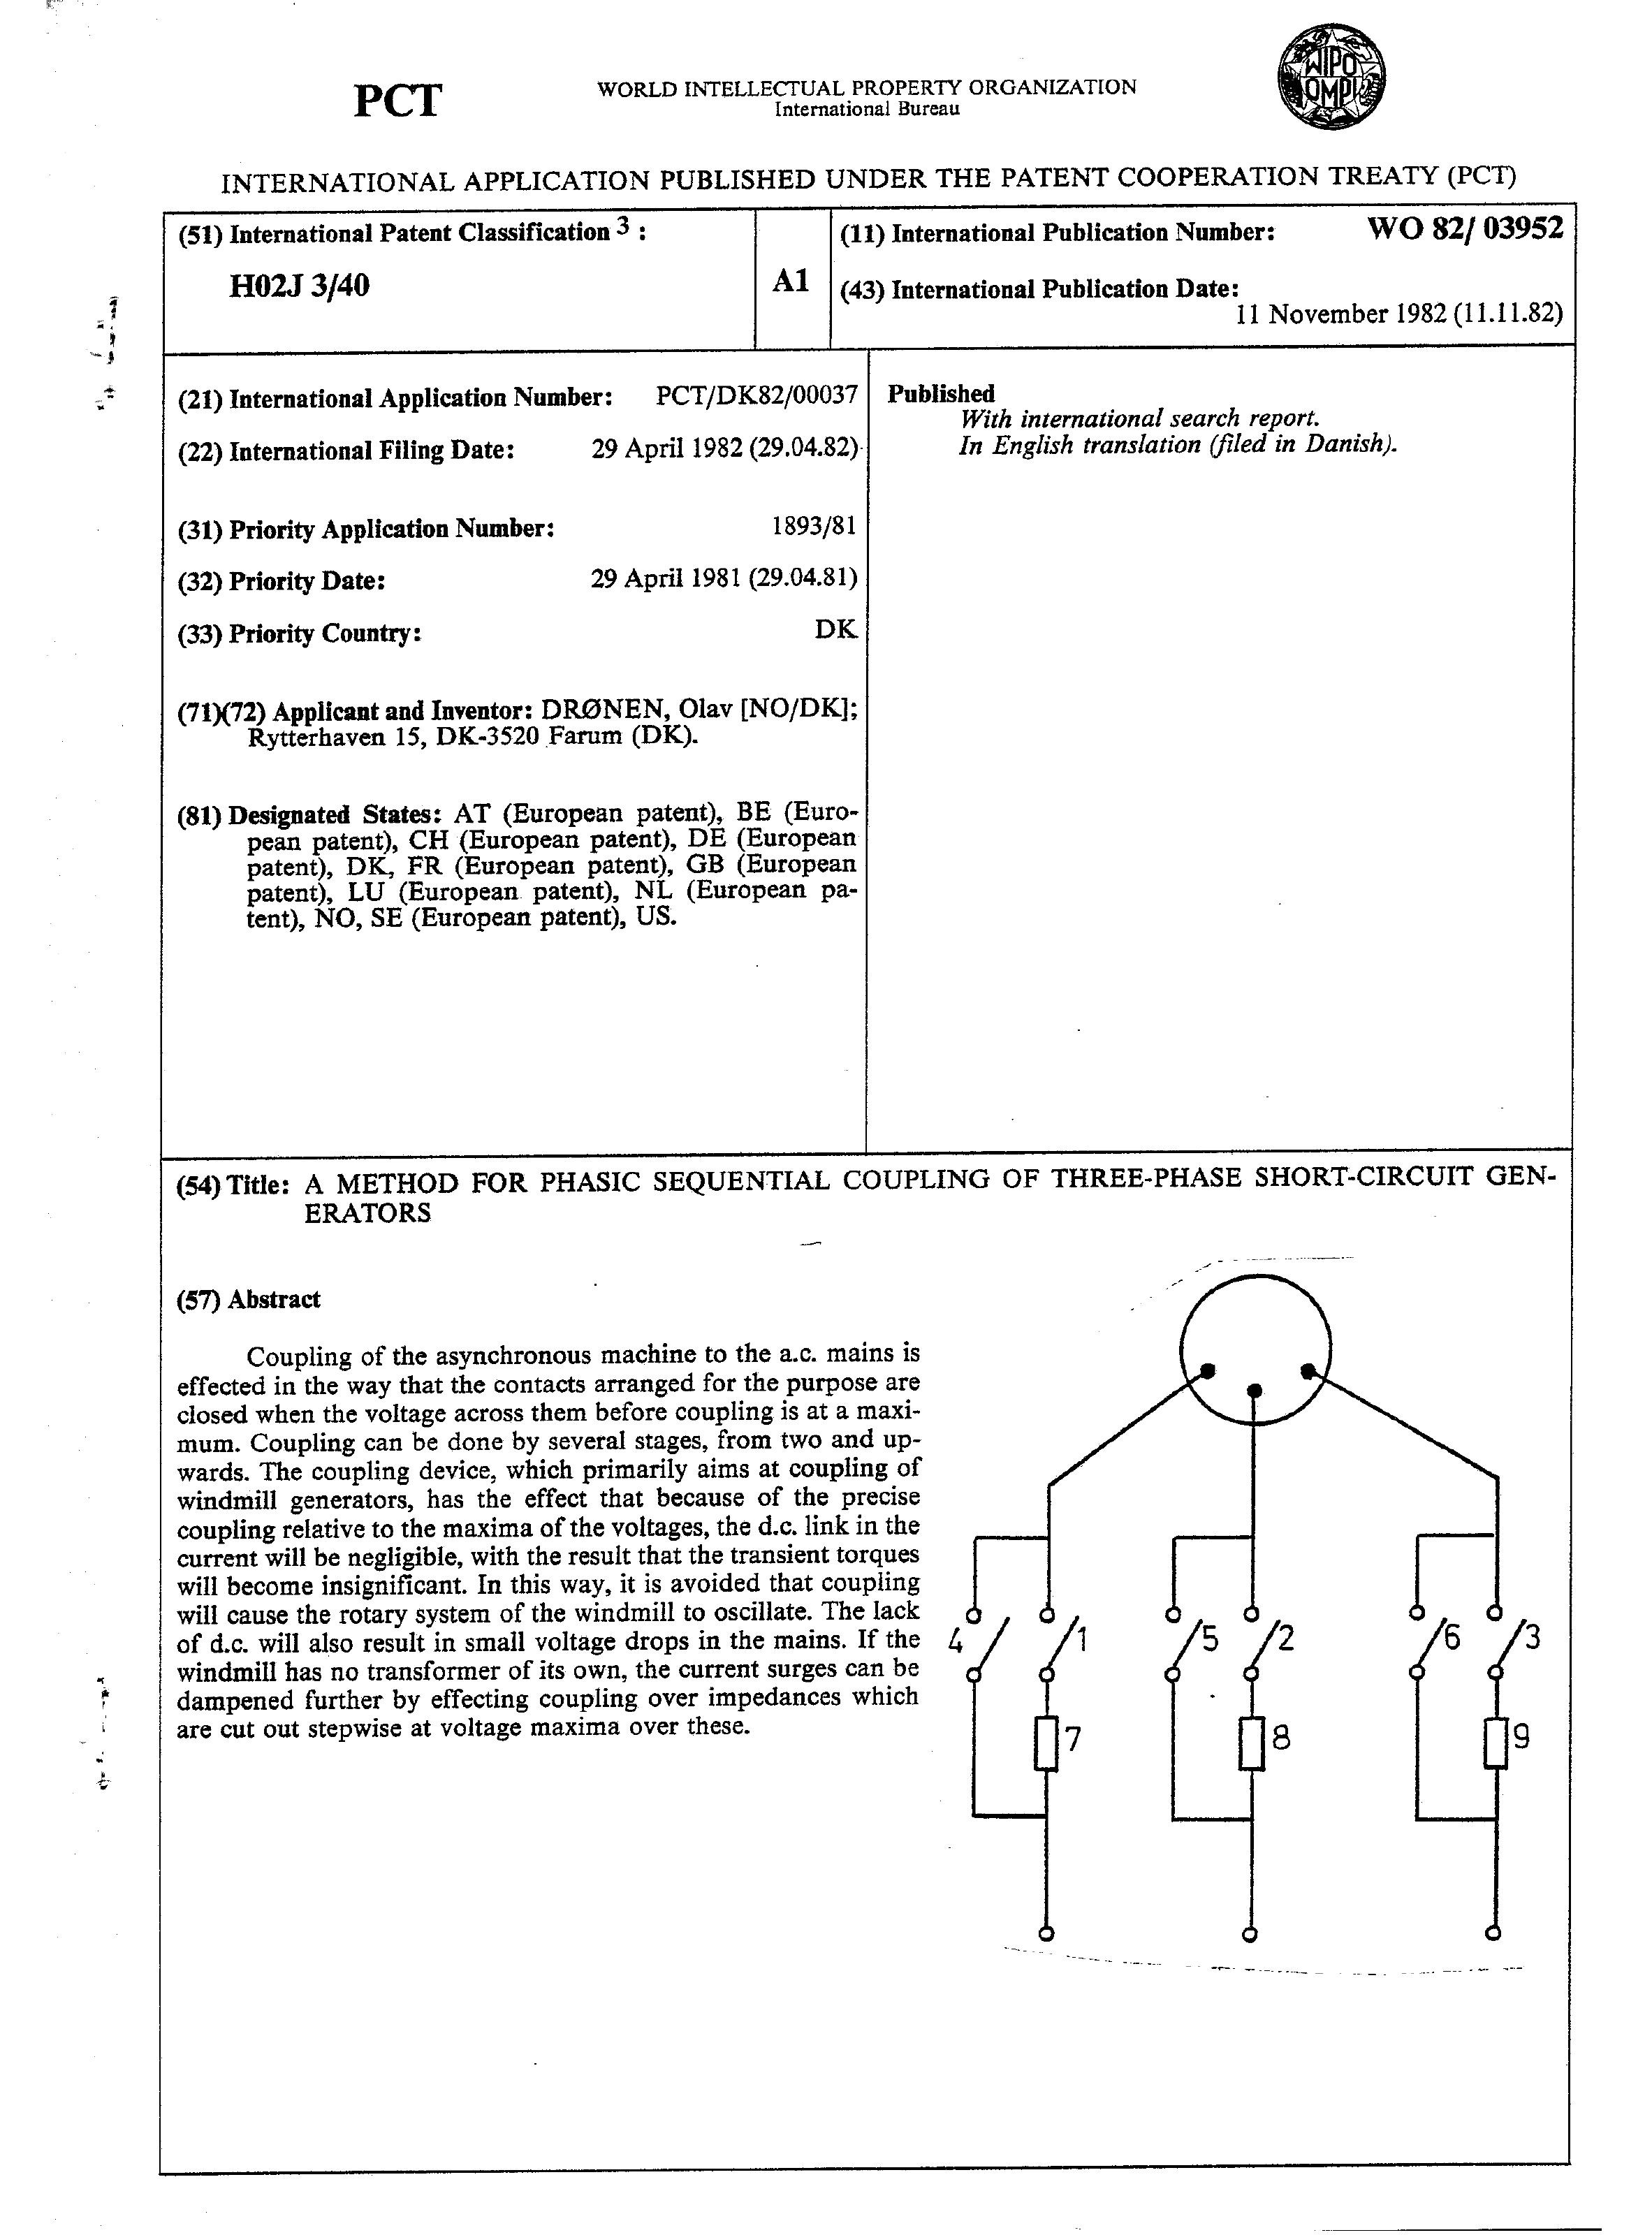 PCT
WORLD INTELLECTUAL PROPERTY ORGANIZATION
International Bureau
WIPO
OMPI
INTERNATIONAL APPLICATION PUBLISHED UNDER THE PATENT COOPERATION TREATY (PCT)
(51) International Patent Classification 3 :
H02J 3/40
A1
(11) International Publication Number: WO 82/ 03952
(43) International Publication Date:
11 November 1982 (11.11.82)
(21) International Application Number: PCT/DK82/00037
(22) International Filing Date: 29 April 1982 (29.04.82)
(31) Priority Application Number: 1893/81
(32) Priority Date: 29 April 1981 (29.04.81)
(33) Priority Country: DK
(71)(72) Applicant and Inventor: DRØNEN, Olav [NO/DK];
Rytterhaven 15, DK-3520 Farum (DK).
(81) Designated States: AT (European patent), BE (Euro-
pean patent), CH (European patent), DE (European
patent), DK, FR (European patent), GB (European
patent), LU (European patent), NL (European pa-
tent), NO, SE (European patent), US.
Published
With international search report.
In English translation (filed in Danish).
(54) Title: A METHOD FOR PHASIC SEQUENTIAL COUPLING OF THREE-PHASE SHORT-CIRCUIT GEN-
ERATORS
(57) Abstract
Coupling of the asynchronous machine to the a.c. mains is
effected in the way that the contacts arranged for the purpose are
closed when the voltage across them before coupling is at a maxi-
mum. Coupling can be done by several stages, from two and up-
wards. The coupling device, which primarily aims at coupling of
windmill generators, has the effect that because of the precise
coupling relative to the maxima of the voltages, the d.c. link in the
current will be negligible, with the result that the transient torques
will become insignificant. In this way, it is avoided that coupling
will cause the rotary system of the windmill to oscillate. The lack
of d.c. will also result in small voltage drops in the mains. If the
windmill has no transformer of its own, the current surges can be
dampened further by effecting coupling over impedances which
are cut out stepwise at voltage maxima over these.
4 1 5 2 6 3
7 8 9